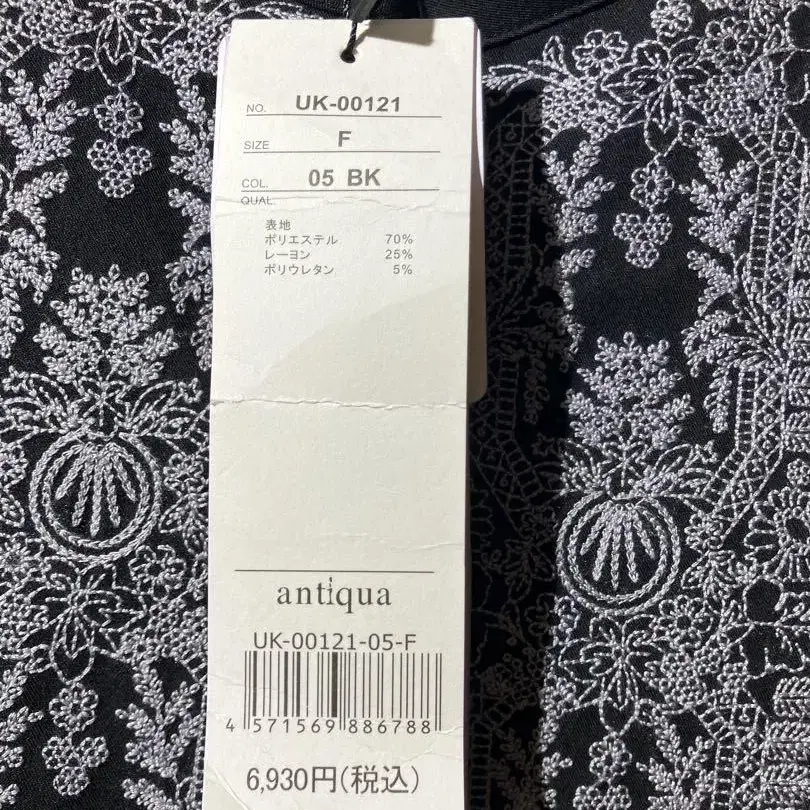 NO. UK-00121
SIZE F
COL. 05 BK
QUAL.
表地
ポリエステル 70%
レーヨン 25%
ポリウレタン 5%
antiqua
UK-00121-05-F
4 571569 886788
6,930円(税込)